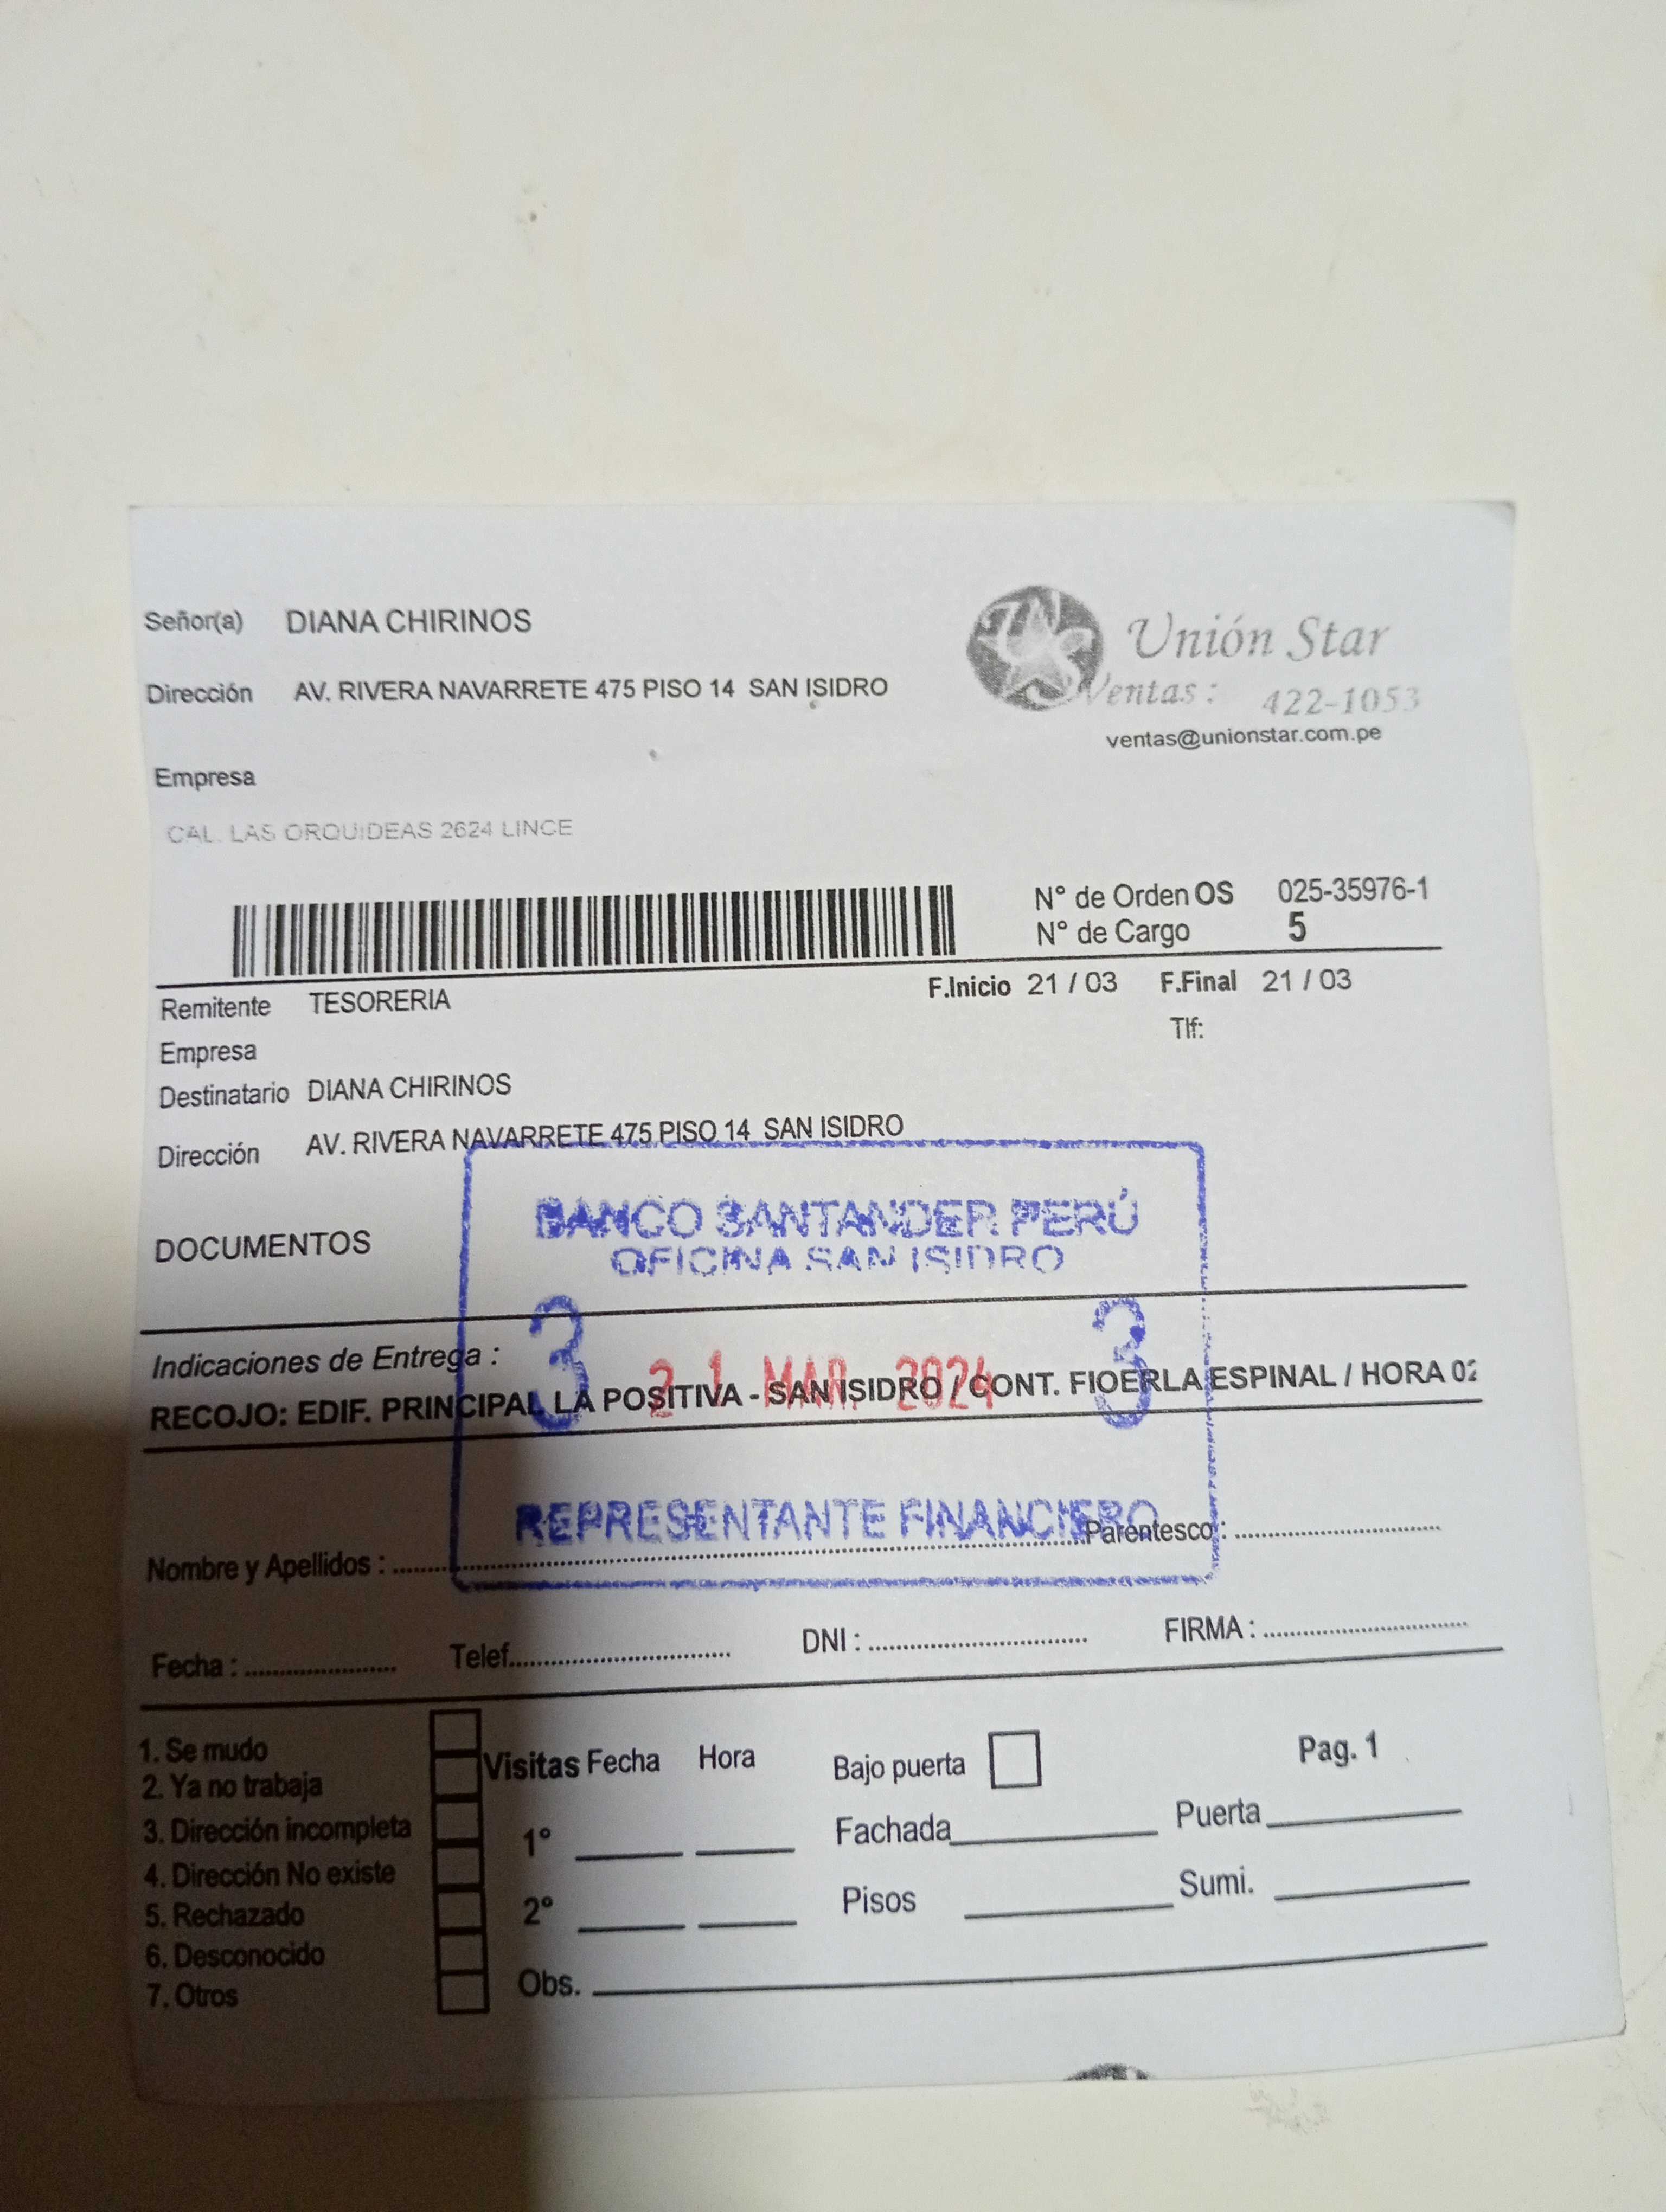 Señor(a) DIANA CHIRINOS
Unión Star
Dirección AV. RIVERA NAVARRETE 475 PISO 14 SAN ISIDRO
Ventas: 422-1053
ventas@unionstar.com.pe
Empresa
CAL. LAS ORQUIDEAS 2624 LINCE
N° de Orden OS 025-35976-1
N° de Cargo 5
F.Inicio 21 / 03 F.Final 21 / 03
Remitente TESORERIA
Tlf:
Empresa
Destinatario DIANA CHIRINOS
Dirección AV. RIVERA NAVARRETE 475 PISO 14 SAN ISIDRO
BANCO SANTANDER PERÚ
OFICINA SAN ISIDRO
DOCUMENTOS
3 21 MAR. 2024 3
Indicaciones de Entrega :
RECOJO: EDIF. PRINCIPAL LA POSITIVA - SAN ISIDRO / CONT. FIOERLA ESPINAL / HORA 02
REPRESENTANTE FINANCIERO
Nombre y Apellidos : Parentesco :
Fecha : Telef. DNI : FIRMA :
1. Se mudo
2. Ya no trabaja
3. Dirección incompleta
4. Dirección No existe
5. Rechazado
6. Desconocido
7. Otros
Visitas Fecha Hora
1°
2°
Obs.
Bajo puerta
Pag. 1
Fachada Puerta
Pisos Sumi.